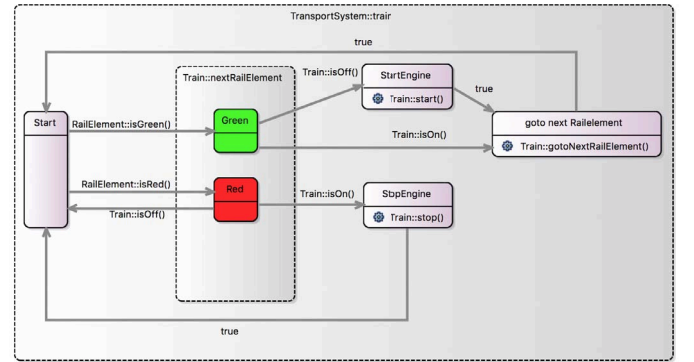 TransportSystem::trair
true
Train::nextRailElement
Train::isOff()
StırtEngine
Train::start()
true
Start
RailElement::isGreen()
Green
goto next Railelement
Train::gotoNextRailElement()
Train::isOn()
RailElement::isRed()
Red
Train::isOn()
StopEngine
Train::stop()
Train::isOff()
true